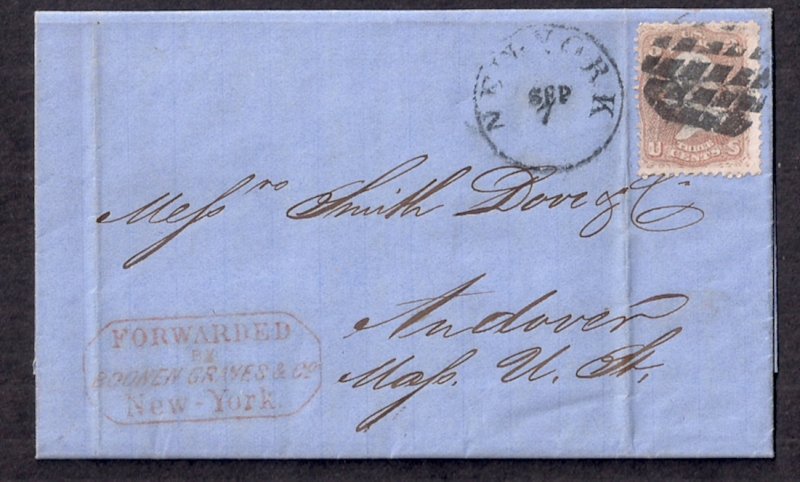 NEW-YORK
SEP
7
U S
THREE
CENTS
Messrs Smith Dove & Co
Andover
Mass. U. St.
FORWARDED
BY
BOONEN GRAVES & Co
New-York